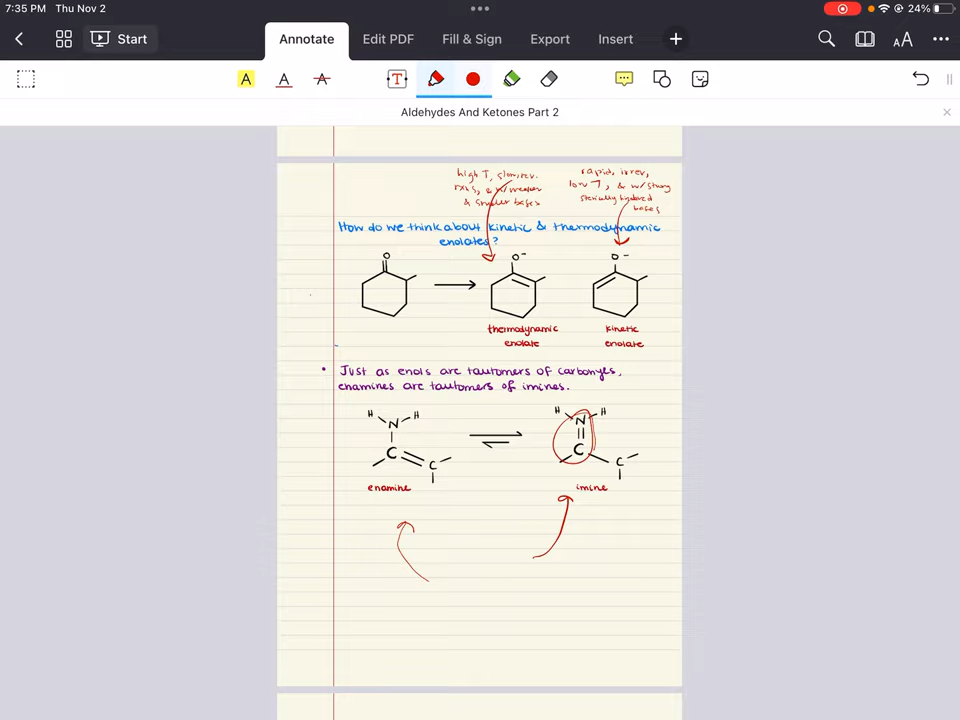 7:35 PM Thu Nov 2
24%
Start
Annotate
Edit PDF
Fill & Sign
Export
Insert
AA
A A A T
Aldehydes And Ketones Part 2
high T, slow, rev.
rxns, & w/ weaker
& smaller bases
rapid, irrev,
low T, & w/ strong
sterically hindered
bases
How do we think about kinetic & thermodynamic
enolates?
O
O-
O-
thermodynamic
enolate
kinetic
enolate
• Just as enols are tautomers of carbonyls,
enamines are tautomers of imines.
H H
N
C C
enamine
H H
N
C C
imine